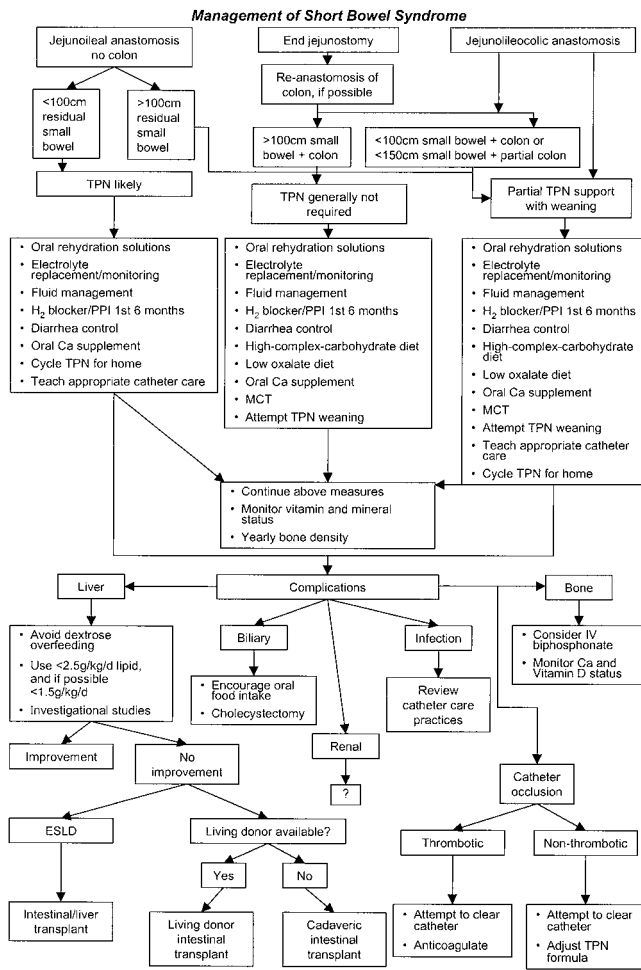 Management of Short Bowel Syndrome
Jejunoileal anastomosis
no colon
End jejunostomy
Jejunolileocolic anastomosis
Re-anastomosis of
colon, if possible
<100cm
residual
small
bowel
>100cm
residual
small
bowel
>100cm small
bowel + colon
<100cm small bowel + colon or
<150cm small bowel + partial colon
TPN likely
TPN generally not
required
Partial TPN support
with weaning
• Oral rehydration solutions
• Electrolyte
replacement/monitoring
• Fluid management
• H₂ blocker/PPI 1st 6 months
• Diarrhea control
• Oral Ca supplement
• Cycle TPN for home
• Teach appropriate catheter care
• Oral rehydration solutions
• Electrolyte
replacement/monitoring
• Fluid management
• H₂ blocker/PPI 1st 6 months
• Diarrhea control
• High-complex-carbohydrate diet
• Low oxalate diet
• Oral Ca supplement
• MCT
• Attempt TPN weaning
• Oral rehydration solutions
• Electrolyte
replacement/monitoring
• Fluid management
• H₂ blocker/PPI 1st 6 months
• Diarrhea control
• High-complex-carbohydrate
diet
• Low oxalate diet
• Oral Ca supplement
• MCT
• Attempt TPN weaning
• Teach appropriate catheter
care
• Cycle TPN for home
• Continue above measures
• Monitor vitamin and mineral
status
• Yearly bone density
Liver
Complications
Bone
• Avoid dextrose
overfeeding
• Use <2.5g/kg/d lipid,
and if possible
<1.5g/kg/d
• Investigational studies
Biliary
Infection
• Consider IV
biphosphonate
• Monitor Ca and
Vitamin D status
• Encourage oral
food intake
• Cholecystectomy
Review
catheter care
practices
Improvement
No
improvement
Renal
?
Catheter
occlusion
ESLD
Living donor available?
Thrombotic
Non-thrombotic
Yes
No
Intestinal/liver
transplant
Living donor
intestinal
transplant
Cadaveric
intestinal
transplant
• Attempt to clear
catheter
• Anticoagulate
• Attempt to clear
catheter
• Adjust TPN
formula